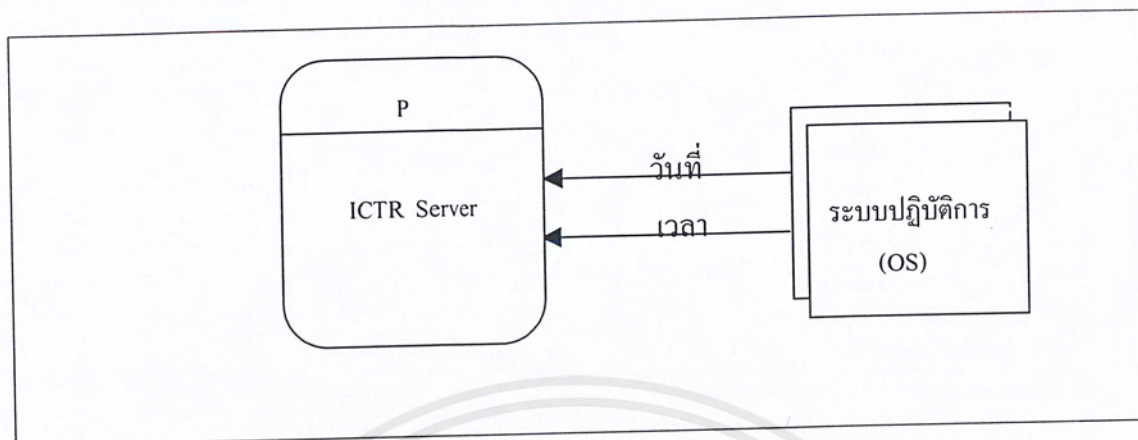 P
ICTR Server
วันที่
เวลา
ระบบปฏิบัติการ
(OS)